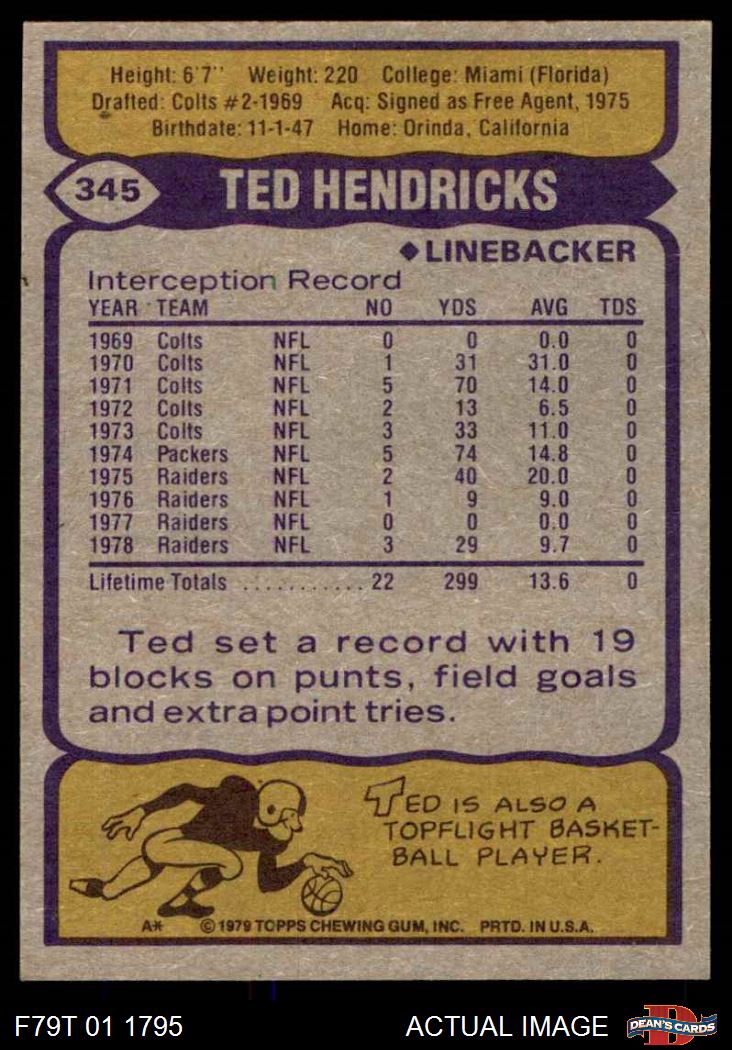 Height: 6'7" Weight: 220 College: Miami (Florida)
Drafted: Colts #2-1969 Acq: Signed as Free Agent, 1975
Birthdate: 11-1-47 Home: Orinda, California
345 TED HENDRICKS
◆LINEBACKER
Interception Record
YEAR TEAM NO YDS AVG TDS
1969 Colts NFL 0 0 0.0 0
1970 Colts NFL 1 31 31.0 0
1971 Colts NFL 5 70 14.0 0
1972 Colts NFL 2 13 6.5 0
1973 Colts NFL 3 33 11.0 0
1974 Packers NFL 5 74 14.8 0
1975 Raiders NFL 2 40 20.0 0
1976 Raiders NFL 1 9 9.0 0
1977 Raiders NFL 0 0 0.0 0
1978 Raiders NFL 3 29 9.7 0
Lifetime Totals ........... 22 299 13.6 0
Ted set a record with 19
blocks on punts, field goals
and extra point tries.
TED IS ALSO A
TOPFLIGHT BASKET-
BALL PLAYER.
A* © 1979 TOPPS CHEWING GUM, INC. PRTD. IN U.S.A.
F79T 01 1795 ACTUAL IMAGE D DEAN'S CARDS